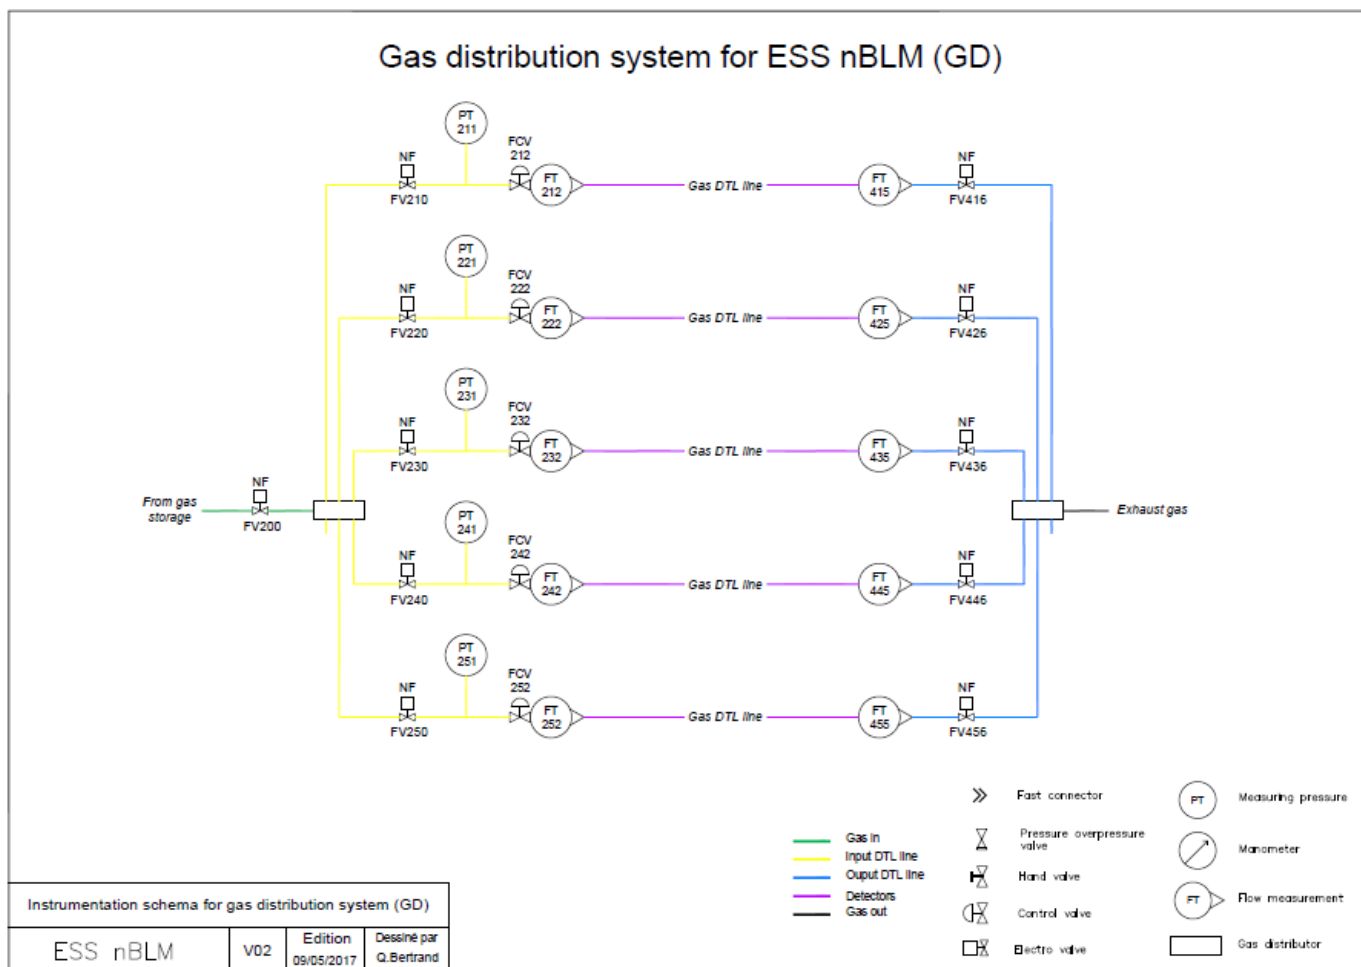 Gas distribution system for ESS nBLM (GD)
PT
211
NF
FCV
212
FT
212
Gas DTL line
FT
415
NF
FV210
FV416
PT
221
NF
FCV
222
FT
222
Gas DTL line
FT
425
NF
FV220
FV426
PT
231
NF
FCV
232
FT
232
Gas DTL line
FT
435
NF
FV230
FV436
From gas
storage
NF
FV200
Exhaust gas
PT
241
NF
FCV
242
FT
242
Gas DTL line
FT
445
NF
FV240
FV446
PT
251
NF
FCV
252
FT
252
Gas DTL line
FT
455
NF
FV250
FV456
Gas in
Input DTL line
Ouput DTL line
Detectors
Gas out
Fast connector
Pressure overpressure
valve
Hand valve
Control valve
Electro valve
PT
Measuring pressure
Manometer
FT
Flow measurement
Gas distributor
Instrumentation schema for gas distribution system (GD)
ESS nBLM
V02
Edition
09/05/2017
Dessiné par
Q.Bertrand